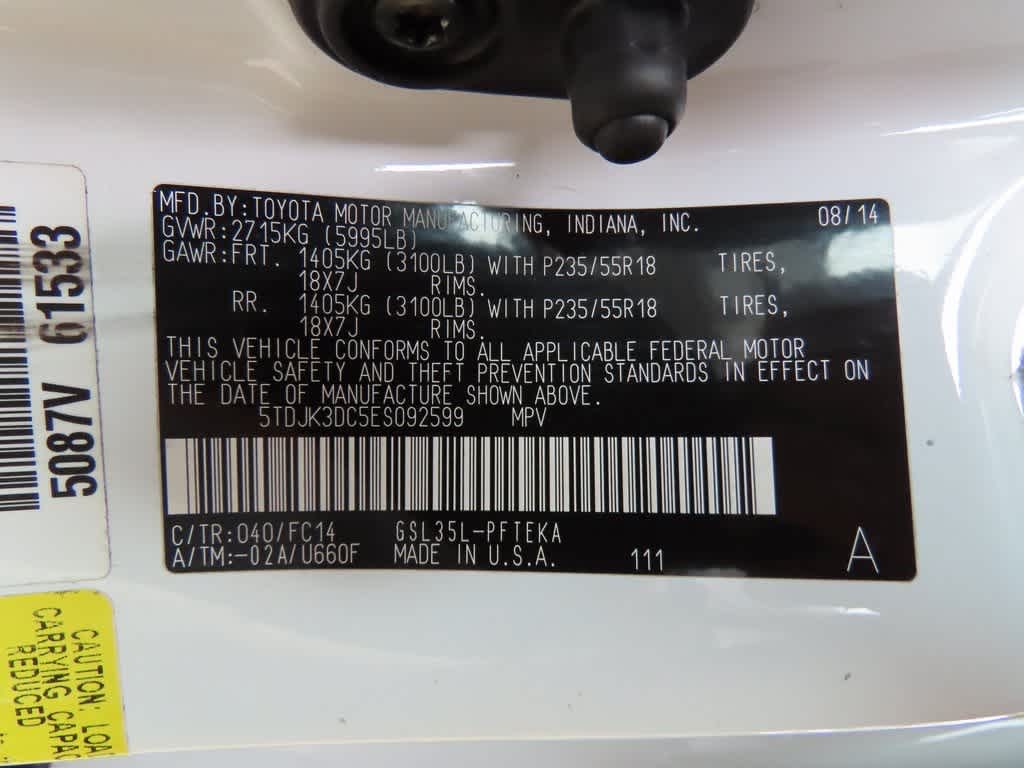 MFD.BY:TOYOTA MOTOR MANUFACTURING, INDIANA, INC. 08/14
GVWR:2715KG (5995LB)
GAWR:FRT. 1405KG (3100LB) WITH P235/55R18 TIRES,
18X7J RIMS.
RR. 1405KG (3100LB) WITH P235/55R18 TIRES,
18X7J RIMS.
THIS VEHICLE CONFORMS TO ALL APPLICABLE FEDERAL MOTOR
VEHICLE SAFETY AND THEFT PREVENTION STANDARDS IN EFFECT ON
THE DATE OF MANUFACTURE SHOWN ABOVE.
5TDJK3DC5ES092599 MPV
C/TR:040/FC14 GSL35L-PFTEKA
A/TM:-02A/U660F MADE IN U.S.A. 111 A
5087V 61533
CAUTION, LOA
CARRYING CAPAC
REDUCED